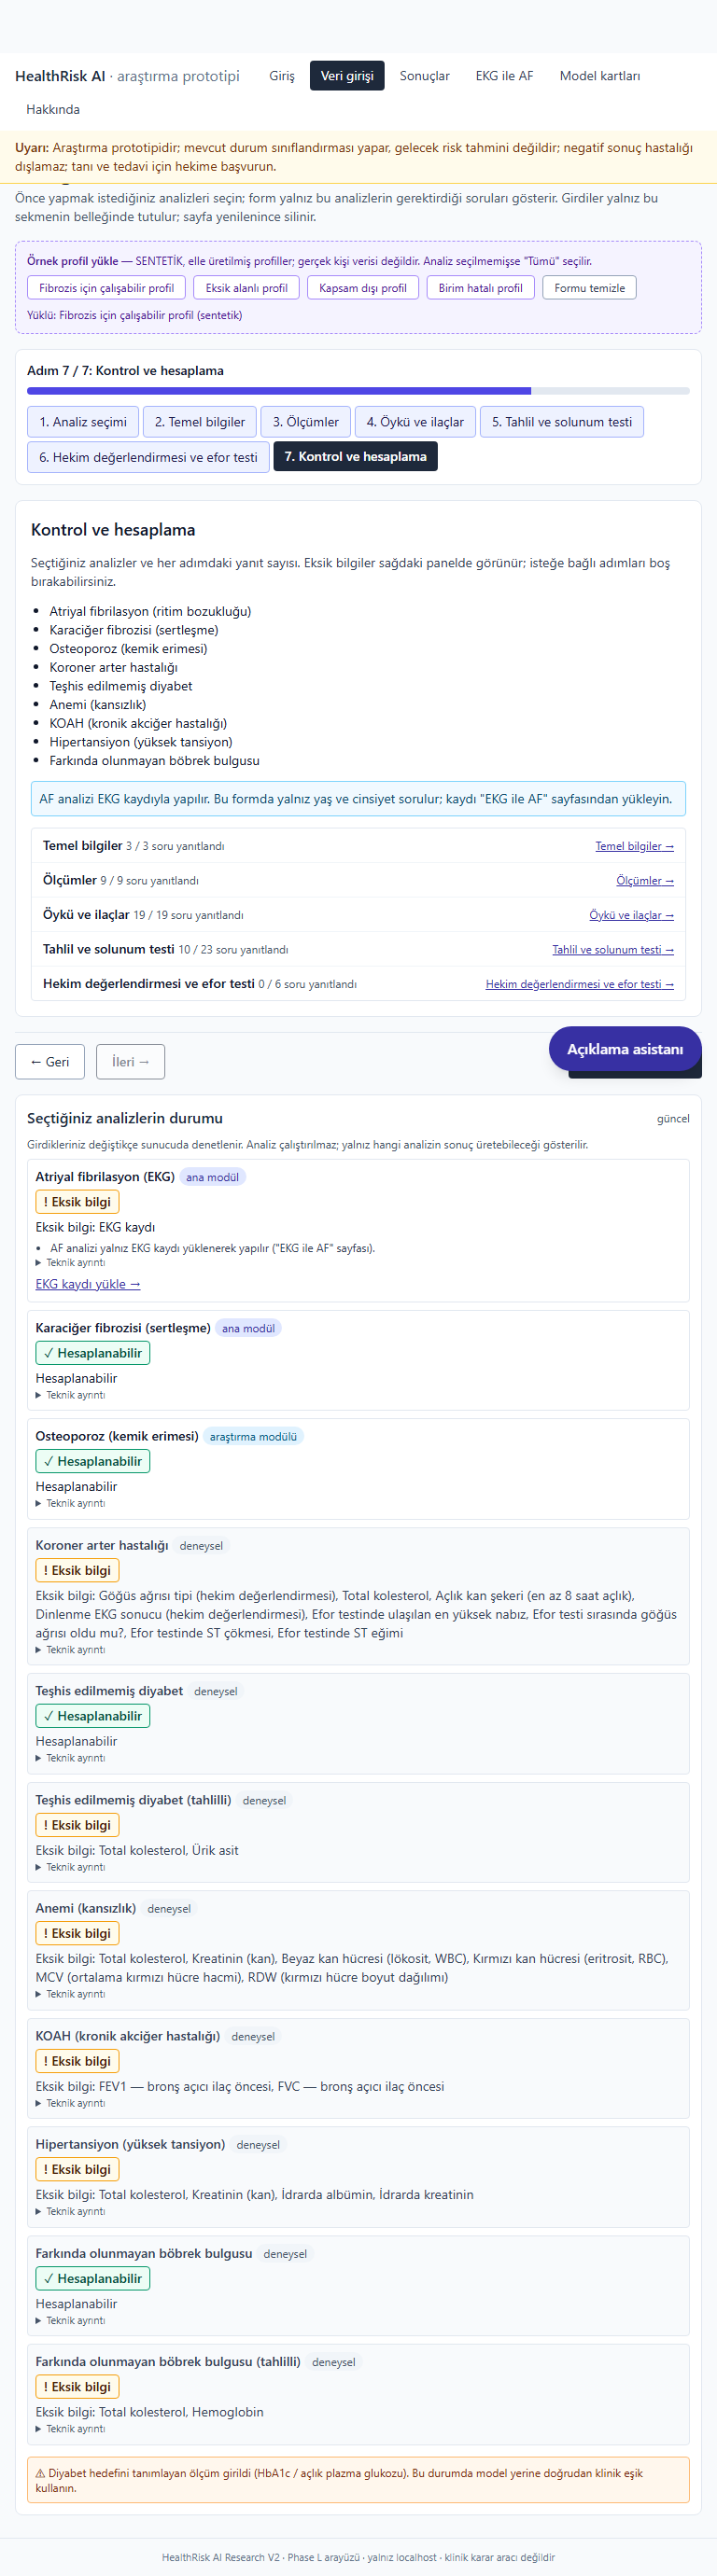 HealthRisk AI · araştırma prototipi
Giriş
Veri girişi
Sonuçlar
EKG ile AF
Model kartları
Hakkında
Uyarı: Araştırma prototipidir; mevcut durum sınıflandırması yapar, gelecek risk tahmini değildir; negatif sonuç hastalığı
dışlamaz; tanı ve tedavi için hekime başvurun.
Önce yapmak istediğiniz analizleri seçin; form yalnız bu analizlerin gerektirdiği soruları gösterir. Girdiler yalnız bu
sekmenin belleğinde tutulur; sayfa yenilenince silinir.
Örnek profil yükle — SENTETİK, elle üretilmiş profiller; gerçek kişi verisi değildir. Analiz seçilmemişse "Tümü" seçilir.
Fibrozis için çalışabilir profil
Eksik alanlı profil
Kapsam dışı profil
Birim hatalı profil
Formu temizle
Yüklü: Fibrozis için çalışabilir profil (sentetik)
Adım 7 / 7: Kontrol ve hesaplama
1. Analiz seçimi
2. Temel bilgiler
3. Ölçümler
4. Öykü ve ilaçlar
5. Tahlil ve solunum testi
6. Hekim değerlendirmesi ve efor testi
7. Kontrol ve hesaplama
Kontrol ve hesaplama
Seçtiğiniz analizler ve her adımdaki yanıt sayısı. Eksik bilgiler sağdaki panelde görünür; isteğe bağlı adımları boş
bırakabilirsiniz.
• Atriyal fibrilasyon (ritim bozukluğu)
• Karaciğer fibrozisi (sertleşme)
• Osteoporoz (kemik erimesi)
• Koroner arter hastalığı
• Teşhis edilmemiş diyabet
• Anemi (kansızlık)
• KOAH (kronik akciğer hastalığı)
• Hipertansiyon (yüksek tansiyon)
• Farkında olunmayan böbrek bulgusu
AF analizi EKG kaydıyla yapılır. Bu formda yalnız yaş ve cinsiyet sorulur; kaydı "EKG ile AF" sayfasından yükleyin.
Temel bilgiler 3 / 3 soru yanıtlandı
Temel bilgiler →
Ölçümler 9 / 9 soru yanıtlandı
Ölçümler →
Öykü ve ilaçlar 19 / 19 soru yanıtlandı
Öykü ve ilaçlar →
Tahlil ve solunum testi 10 / 23 soru yanıtlandı
Tahlil ve solunum testi →
Hekim değerlendirmesi ve efor testi 0 / 6 soru yanıtlandı
Hekim değerlendirmesi ve efor testi →
← Geri
İleri →
Açıklama asistanı
Seçtiğiniz analizlerin durumu
güncel
Girdikleriniz değiştikçe sunucuda denetlenir. Analiz çalıştırılmaz; yalnız hangi analizin sonuç üretebileceği gösterilir.
Atriyal fibrilasyon (EKG) ana modül
! Eksik bilgi
Eksik bilgi: EKG kaydı
• AF analizi yalnız EKG kaydı yüklenerek yapılır ("EKG ile AF" sayfası).
▶ Teknik ayrıntı
EKG kaydı yükle →
Karaciğer fibrozisi (sertleşme) ana modül
✓ Hesaplanabilir
Hesaplanabilir
▶ Teknik ayrıntı
Osteoporoz (kemik erimesi) araştırma modülü
✓ Hesaplanabilir
Hesaplanabilir
▶ Teknik ayrıntı
Koroner arter hastalığı deneysel
! Eksik bilgi
Eksik bilgi: Göğüs ağrısı tipi (hekim değerlendirmesi), Total kolesterol, Açlık kan şekeri (en az 8 saat açlık),
Dinlenme EKG sonucu (hekim değerlendirmesi), Efor testinde ulaşılan en yüksek nabız, Efor testi sırasında göğüs
ağrısı oldu mu?, Efor testinde ST çökmesi, Efor testinde ST eğimi
▶ Teknik ayrıntı
Teşhis edilmemiş diyabet deneysel
✓ Hesaplanabilir
Hesaplanabilir
▶ Teknik ayrıntı
Teşhis edilmemiş diyabet (tahlilli) deneysel
! Eksik bilgi
Eksik bilgi: Total kolesterol, Ürik asit
▶ Teknik ayrıntı
Anemi (kansızlık) deneysel
! Eksik bilgi
Eksik bilgi: Total kolesterol, Kreatinin (kan), Beyaz kan hücresi (lökosit, WBC), Kırmızı kan hücresi (eritrosit, RBC),
MCV (ortalama kırmızı hücre hacmi), RDW (kırmızı hücre boyut dağılımı)
▶ Teknik ayrıntı
KOAH (kronik akciğer hastalığı) deneysel
! Eksik bilgi
Eksik bilgi: FEV1 — bronş açıcı ilaç öncesi, FVC — bronş açıcı ilaç öncesi
▶ Teknik ayrıntı
Hipertansiyon (yüksek tansiyon) deneysel
! Eksik bilgi
Eksik bilgi: Total kolesterol, Kreatinin (kan), İdrarda albümin, İdrarda kreatinin
▶ Teknik ayrıntı
Farkında olunmayan böbrek bulgusu deneysel
✓ Hesaplanabilir
Hesaplanabilir
▶ Teknik ayrıntı
Farkında olunmayan böbrek bulgusu (tahlilli) deneysel
! Eksik bilgi
Eksik bilgi: Total kolesterol, Hemoglobin
▶ Teknik ayrıntı
⚠ Diyabet hedefini tanımlayan ölçüm girildi (HbA1c / açlık plazma glukozu). Bu durumda model yerine doğrudan klinik eşik
kullanın.
HealthRisk AI Research V2 · Phase L arayüzü · yalnız localhost · klinik karar aracı değildir